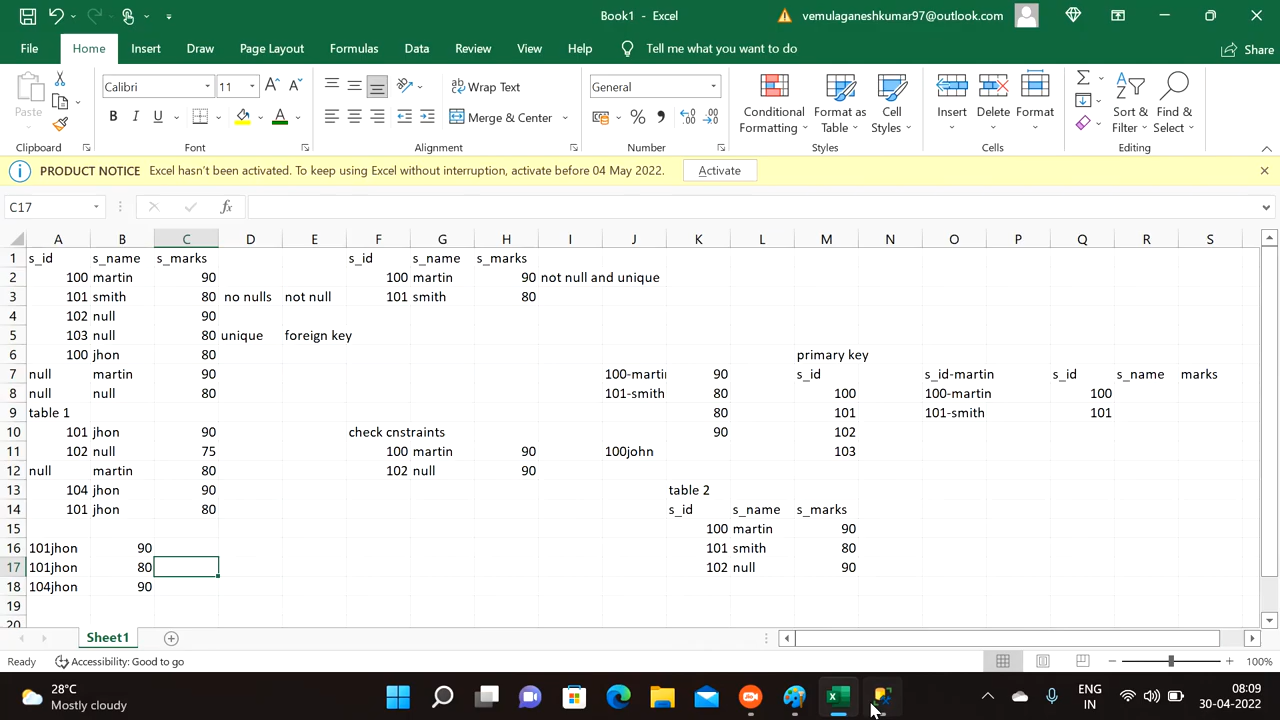 Book1 - Excel
vemulaganeshkumar97@outlook.com
File Home Insert Draw Page Layout Formulas Data Review View Help Tell me what you want to do Share
Calibri 11 Wrap Text General
Paste B I U Merge & Center % Conditional Formatting Format as Table Cell Styles Insert Delete Format Sort & Filter Find & Select
Clipboard Font Alignment Number Styles Cells Editing
PRODUCT NOTICE Excel hasn't been activated. To keep using Excel without interruption, activate before 04 May 2022. Activate
C17 fx
A B C D E F G H I J K L M N O P Q R S
1 s_id s_name s_marks s_id s_name s_marks
2 100 martin 90 100 martin 90 not null and unique
3 101 smith 80 no nulls not null 101 smith 80
4 102 null 90
5 103 null 80 unique foreign key
6 100 jhon 80 primary key
7 null martin 90 100-martin 90 s_id s_id-martin s_id s_name marks
8 null null 80 101-smith 80 100 100-martin 100
9 table 1 80 101 101-smith 101
10 101 jhon 90 check cnstraints 90 102
11 102 null 75 100 martin 90 100john 103
12 null martin 80 102 null 90
13 104 jhon 90 table 2
14 101 jhon 80 s_id s_name s_marks
15 100 martin 90
16 101jhon 90 101 smith 80
17 101jhon 80 102 null 90
18 104jhon 90
19
20
Sheet1
Ready Accessibility: Good to go 100%
28°C
Mostly cloudy
ENG
IN
08:09
30-04-2022